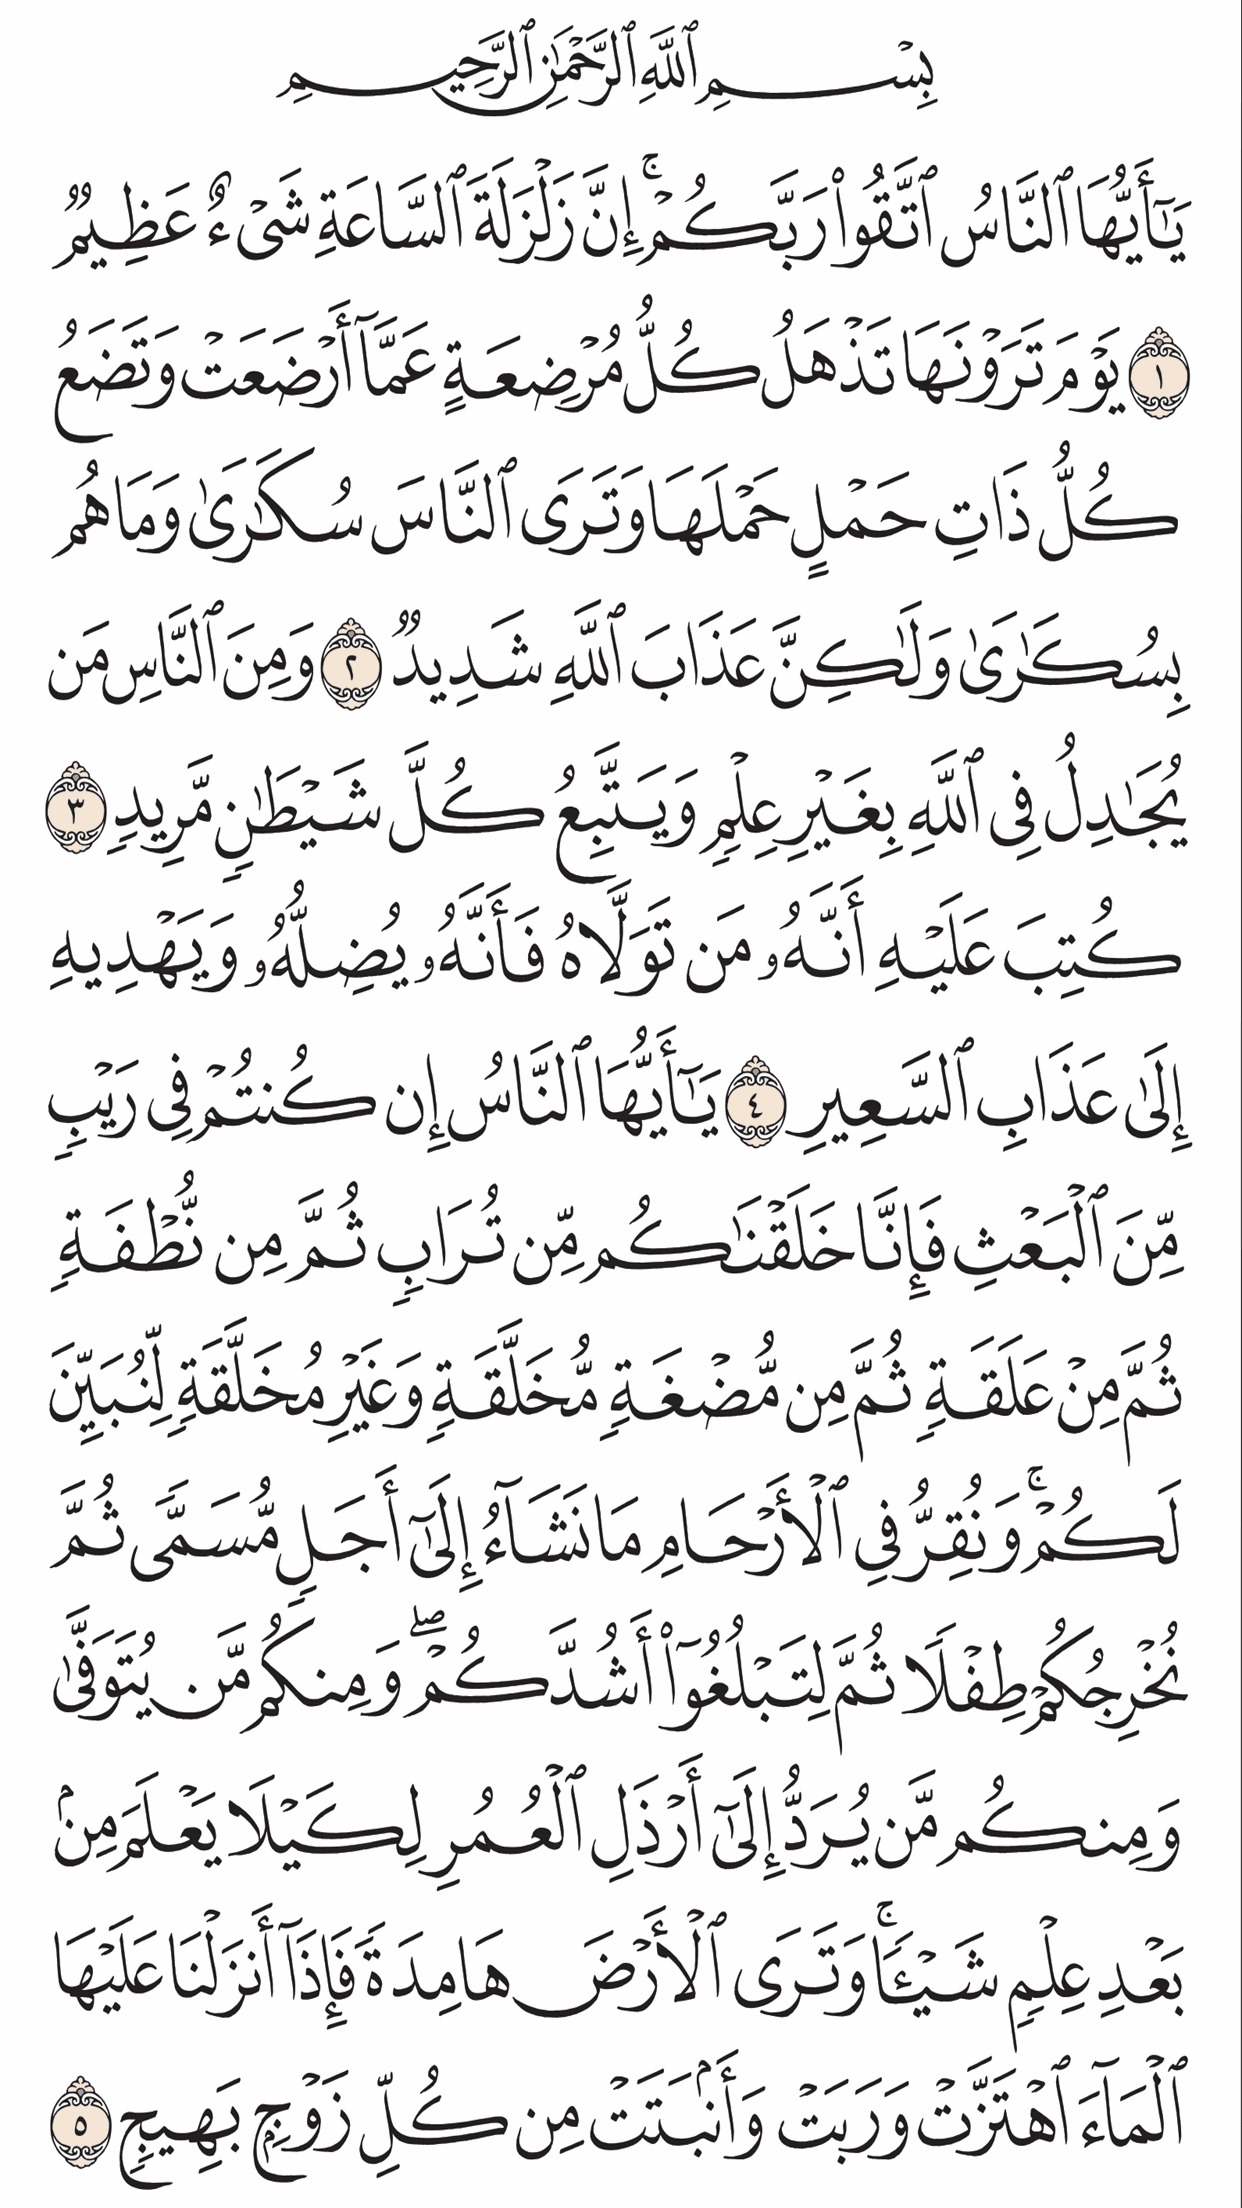 بِسْمِ ٱللَّهِ ٱلرَّحْمَٰنِ ٱلرَّحِيمِ
يَٰٓأَيُّهَا ٱلنَّاسُ ٱتَّقُوا۟ رَبَّكُمْ ۚ إِنَّ زَلْزَلَةَ ٱلسَّاعَةِ شَىْءٌ عَظِيمٌ
١ يَوْمَ تَرَوْنَهَا تَذْهَلُ كُلُّ مُرْضِعَةٍ عَمَّآ أَرْضَعَتْ وَتَضَعُ
كُلُّ ذَاتِ حَمْلٍ حَمْلَهَا وَتَرَى ٱلنَّاسَ سُكَٰرَىٰ وَمَا هُم
بِسُكَٰرَىٰ وَلَٰكِنَّ عَذَابَ ٱللَّهِ شَدِيدٌ ٢ وَمِنَ ٱلنَّاسِ مَن
يُجَٰدِلُ فِى ٱللَّهِ بِغَيْرِ عِلْمٍ وَيَتَّبِعُ كُلَّ شَيْطَٰنٍ مَّرِيدٍ ٣
كُتِبَ عَلَيْهِ أَنَّهُۥ مَن تَوَلَّاهُ فَأَنَّهُۥ يُضِلُّهُۥ وَيَهْدِيهِ
إِلَىٰ عَذَابِ ٱلسَّعِيرِ ٤ يَٰٓأَيُّهَا ٱلنَّاسُ إِن كُنتُمْ فِى رَيْبٍ
مِّنَ ٱلْبَعْثِ فَإِنَّا خَلَقْنَٰكُم مِّن تُرَابٍ ثُمَّ مِن نُّطْفَةٍ
ثُمَّ مِنْ عَلَقَةٍ ثُمَّ مِن مُّضْغَةٍ مُّخَلَّقَةٍ وَغَيْرِ مُخَلَّقَةٍ لِّنُبَيِّنَ
لَكُمْ ۚ وَنُقِرُّ فِى ٱلْأَرْحَامِ مَا نَشَآءُ إِلَىٰٓ أَجَلٍ مُّسَمًّى ثُمَّ
نُخْرِجُكُمْ طِفْلًا ثُمَّ لِتَبْلُغُوٓا۟ أَشُدَّكُمْ ۖ وَمِنكُم مَّن يُتَوَفَّىٰ
وَمِنكُم مَّن يُرَدُّ إِلَىٰٓ أَرْذَلِ ٱلْعُمُرِ لِكَيْلَا يَعْلَمَ مِنۢ
بَعْدِ عِلْمٍ شَيْـًٔا ۚ وَتَرَى ٱلْأَرْضَ هَامِدَةً فَإِذَآ أَنزَلْنَا عَلَيْهَا
ٱلْمَآءَ ٱهْتَزَّتْ وَرَبَتْ وَأَنۢبَتَتْ مِن كُلِّ زَوْجٍۭ بَهِيجٍ ٥